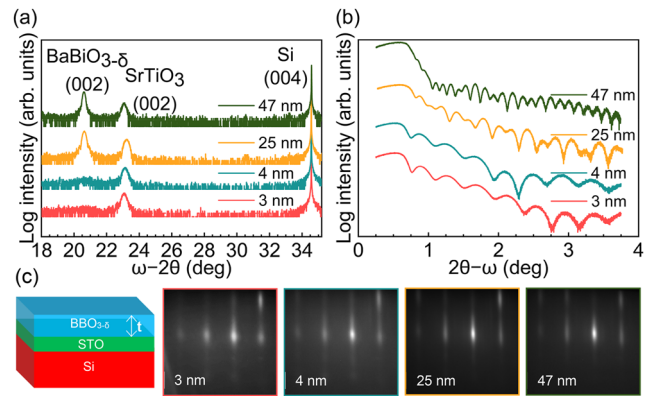 (a)
Log intensity (arb. units)
BaBiO3-δ
(002)
SrTiO3
(002)
Si
(004)
47 nm
25 nm
4 nm
3 nm
18 20 22 24 26 28 30 32 34 36
ω−2θ (deg)
(b)
Log intensity (arb. units)
47 nm
25 nm
4 nm
3 nm
0 1 2 3 4
2θ−ω (deg)
(c)
BBO3-δ
t
STO
Si
3 nm
4 nm
25 nm
47 nm